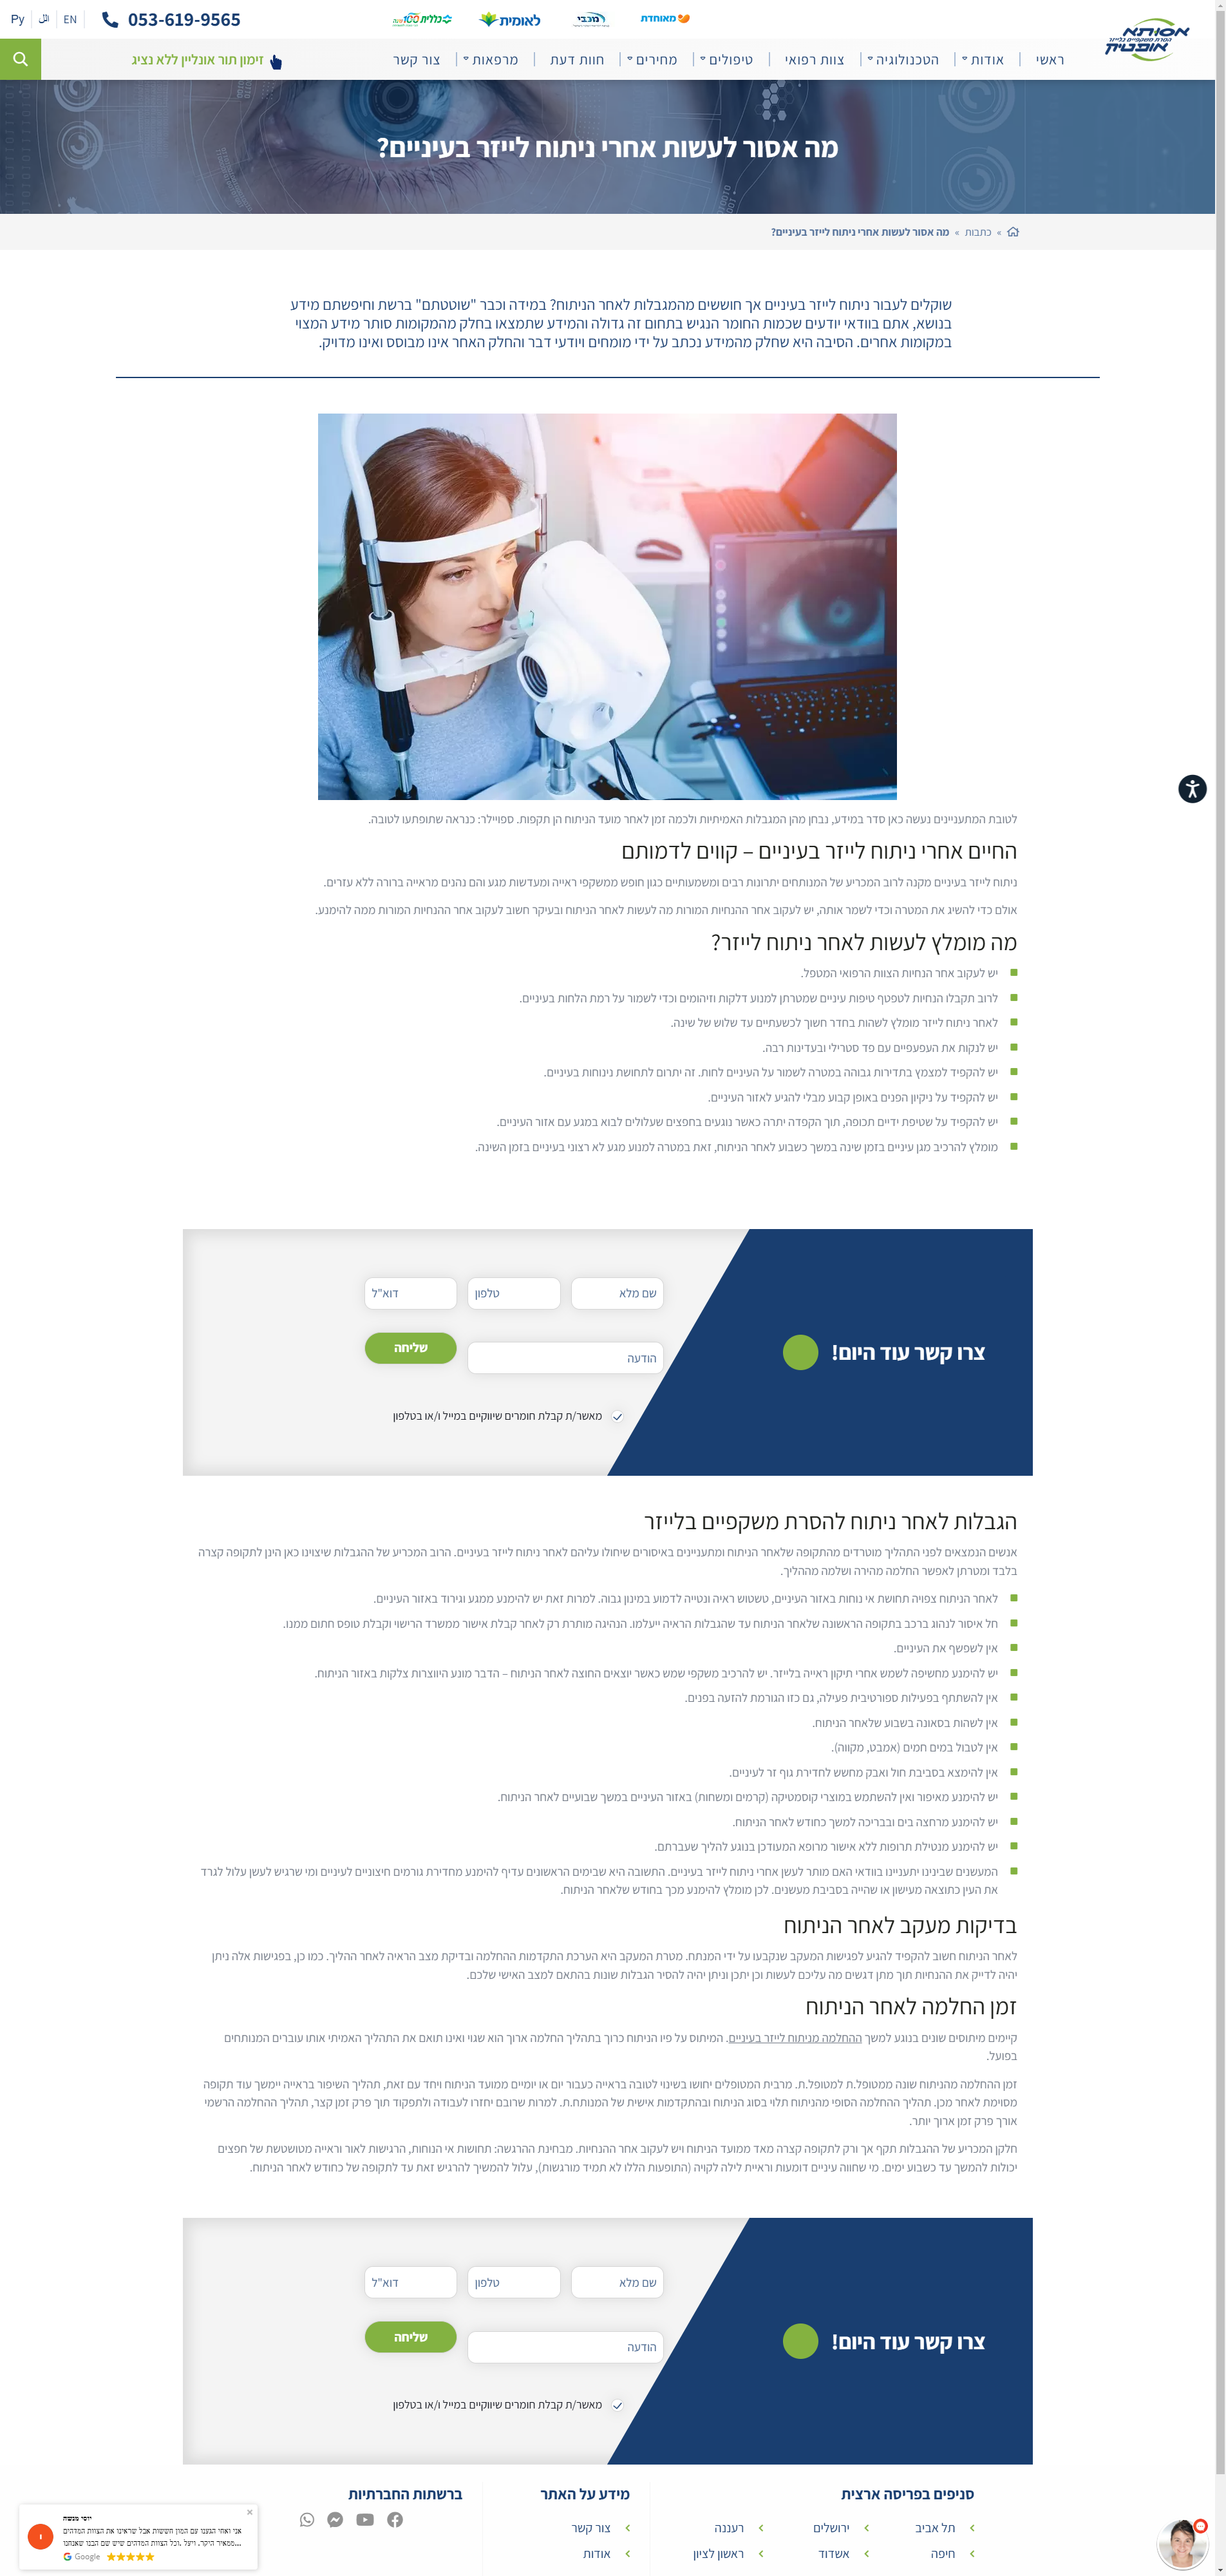 אסותא
הסרת משקפיים בלייזר
אופטיק
מאוחדת
מכבי
לאומית
כללית 100 שנה
053-619-9565
EN
Ру
ראשי
אודות
הטכנולוגיה
צוות רפואי
טיפולים
מחירים
חוות דעת
מרפאות
צור קשר
זימון תור אונליין ללא נציג
מה אסור לעשות אחרי ניתוח לייזר בעיניים?
» כתבות » מה אסור לעשות אחרי ניתוח לייזר בעיניים?
שוקלים לעבור ניתוח לייזר בעיניים אך חוששים מהמגבלות לאחר הניתוח? במידה וכבר "שוטטתם" ברשת וחיפשתם מידע
בנושא, אתם בוודאי יודעים שכמות החומר הנגיש בתחום זה גדולה והמידע שתמצאו בחלק מהמקומות סותר מידע המצוי
במקומות אחרים. הסיבה היא שחלק מהמידע נכתב על ידי מומחים ויודעי דבר והחלק האחר אינו מבוסס ואינו מדויק.
לטובת המתעניינים נעשה כאן סדר במידע, נבחן מהן המגבלות האמיתיות ולכמה זמן לאחר מועד הניתוח הן תקפות. ספויילר: כנראה שתופתעו לטובה.
החיים אחרי ניתוח לייזר בעיניים – קווים לדמותם
ניתוח לייזר בעיניים מקנה לרוב המכריע של המנותחים יתרונות רבים ומשמעותיים כגון חופש ממשקפי ראייה ומעדשות מגע והם נהנים מראייה ברורה ללא עזרים.
אולם כדי להשיג את המטרה וכדי לשמר אותה, יש לעקוב אחר ההנחיות המורות מה לעשות לאחר הניתוח ובעיקר חשוב לעקוב אחר ההנחיות המורות ממה להימנע.
מה מומלץ לעשות לאחר ניתוח לייזר?
יש לעקוב אחר הנחיות הצוות הרפואי המטפל.
לרוב תקבלו הנחיות לטפטף טיפות עיניים שמטרתן למנוע דלקות וזיהומים וכדי לשמור על רמת הלחות בעיניים.
לאחר ניתוח לייזר מומלץ לשהות בחדר חשוך לכשעתיים עד שלוש של שינה.
יש לנקות את העפעפיים עם פד סטרילי ובעדינות רבה.
יש להקפיד למצמץ בתדירות גבוהה במטרה לשמור על העיניים לחות. זה יתרום לתחושת נינוחות בעיניים.
יש להקפיד על ניקיון הפנים באופן קבוע מבלי להגיע לאזור העיניים.
יש להקפיד על שטיפת ידיים תכופה, תוך הקפדה יתרה כאשר נוגעים בחפצים שעלולים לבוא במגע עם אזור העיניים.
מומלץ להרכיב מגן עיניים בזמן שינה במשך כשבוע לאחר הניתוח, זאת במטרה למנוע מגע לא רצוני בעיניים בזמן השינה.
צרו קשר עוד היום!
שם מלא
טלפון
דוא"ל
הודעה
שליחה
מאשר/ת קבלת חומרים שיווקיים במייל ו/או בטלפון
הגבלות לאחר ניתוח להסרת משקפיים בלייזר
אנשים הנמצאים לפני התהליך מוטרדים מהתקופה שלאחר הניתוח ומתעניינים באיסורים שיחולו עליהם לאחר ניתוח לייזר בעיניים. הרוב המכריע של ההגבלות שיצוינו כאן הינן לתקופה קצרה
בלבד ומטרתן לאפשר החלמה מהירה ושלמה מההליך.
לאחר הניתוח צפויה תחושת אי נוחות באזור העיניים, טשטוש ראיה ונטייה לדמוע במינון גבוה. למרות זאת יש להימנע ממגע וגירוד באזור העיניים.
חל איסור לנהוג ברכב בתקופה הראשונה שלאחר הניתוח עד שהגבלות הראיה ייעלמו. הנהיגה מותרת רק לאחר קבלת אישור ממשרד הרישוי וקבלת טופס חתום ממנו.
אין לשפשף את העיניים.
יש להימנע מחשיפה לשמש אחרי תיקון ראייה בלייזר. יש להרכיב משקפי שמש כאשר יוצאים החוצה לאחר הניתוח – הדבר מונע היווצרות צלקות באזור הניתוח.
אין להשתתף בפעילות ספורטיבית פעילה, גם כזו הגורמת להזעה בפנים.
אין לשהות בסאונה בשבוע שלאחר הניתוח.
אין לטבול במים חמים (אמבט, מקווה).
אין להימצא בסביבת חול ואבק מחשש לחדירת גוף זר לעיניים.
יש להימנע מאיפור ואין להשתמש במוצרי קוסמטיקה (קרמים ומשחות) באזור העיניים במשך שבועיים לאחר הניתוח.
יש להימנע מרחצה בים ובבריכה למשך כחודש לאחר הניתוח.
יש להימנע מנטילת תרופות ללא אישור מרופא המעודכן בנוגע להליך שעברתם.
המעשנים שבינינו יתעניינו בוודאי האם מותר לעשן אחרי ניתוח לייזר בעיניים. התשובה היא שבימים הראשונים עדיף להימנע מחדירת גורמים חיצוניים לעיניים ומי שרגיש לעשן עלול לגרד
את העין כתוצאה מעישון או שהייה בסביבת מעשנים. לכן מומלץ להימנע מכך בחודש שלאחר הניתוח.
בדיקות מעקב לאחר הניתוח
לאחר הניתוח חשוב להקפיד להגיע לפגישות המעקב שנקבעו על ידי המנתח. מטרת המעקב היא הערכת התקדמות ההחלמה ובדיקת מצב הראיה לאחר ההליך. כמו כן, בפגישות אלה ניתן
יהיה לדייק את ההנחיות תוך מתן דגשים מה עליכם לעשות וכן יתכן וניתן יהיה להסיר הגבלות שונות בהתאם למצב האישי שלכם.
זמן החלמה לאחר הניתוח
קיימים מיתוסים שונים בנוגע למשך ההחלמה מניתוח לייזר בעיניים. המיתוס על פיו הניתוח כרוך בתהליך החלמה ארוך הוא שגוי ואינו תואם את התהליך האמיתי אותו עוברים המנותחים
בפועל.
זמן ההחלמה מהניתוח שונה ממטופל.ת למטופל.ת. מרבית המטופלים יחושו בשינוי לטובה בראייה כעבור יום או יומיים ממועד הניתוח ויחד עם זאת, תהליך השיפור בראייה יימשך עוד תקופה
מסוימת לאחר מכן. תהליך ההחלמה הסופי מהניתוח תלוי בסוג הניתוח ובהתקדמות אישית של המנותח.ת. למרות שרובם יחזרו לעבודה ולתפקוד תוך פרק זמן קצר, תהליך ההחלמה הרשמי
אורך פרק זמן ארוך יותר.
חלקן המכריע של ההגבלות תקף אך ורק לתקופה קצרה מאד ממועד הניתוח ויש לעקוב אחר ההנחיות. מבחינת ההרגשה: תחושות אי הנוחות, הרגישות לאור וראייה מטושטשת של חפצים
יכולות להמשך עד כשבוע ימים. מי שחווה עיניים דומעות וראיית לילה לקויה (התופעות הללו לא תמיד מורגשות), עלול להמשיך להרגיש זאת עד לתקופה של כחודש לאחר הניתוח.
צרו קשר עוד היום!
שם מלא
טלפון
דוא"ל
הודעה
שליחה
מאשר/ת קבלת חומרים שיווקיים במייל ו/או בטלפון
סניפים בפריסה ארצית
תל אביב
ירושלים
רעננה
חיפה
אשדוד
ראשון לציון
מידע על האתר
צור קשר
אודות
ברשתות החברתיות
יוסי מנשה
אני ואחי הגענו עם המון חששות אבל שראינו את הצוות המדהים
ממאיר היקר. ויעל .וכל הצוות המדהים שיש שם הבנו שאנחנו...
Google